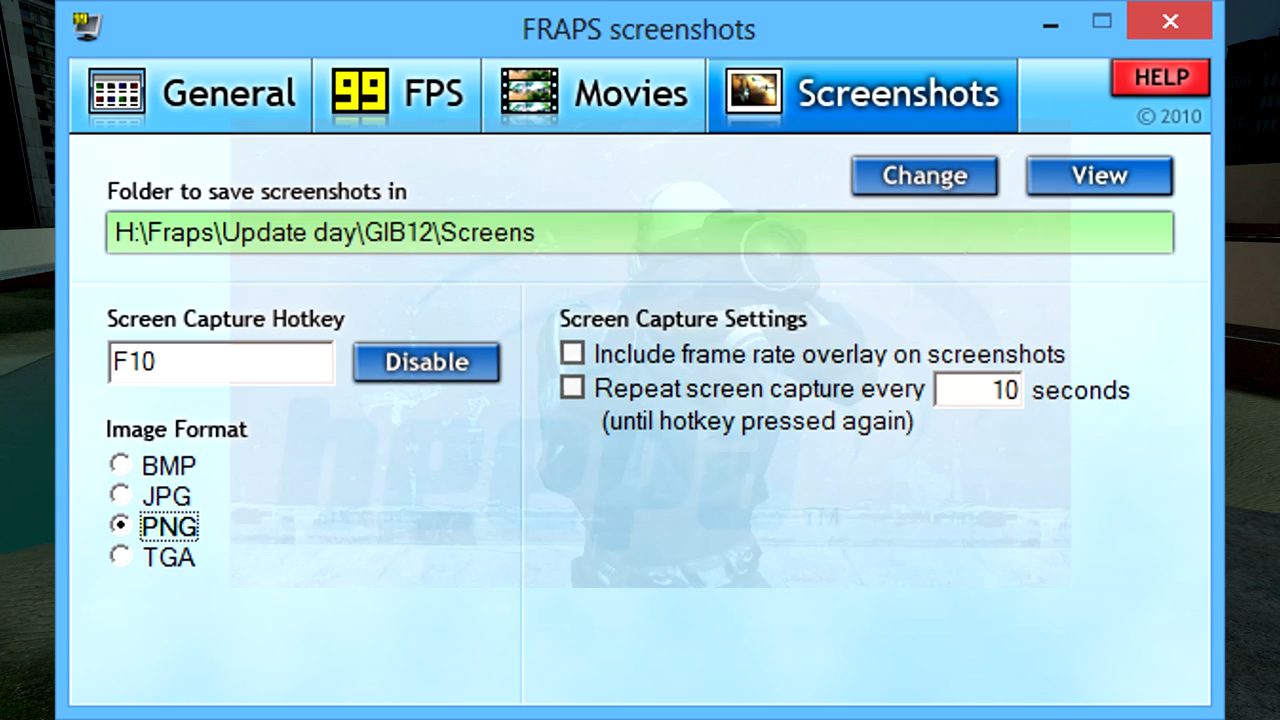 FRAPS screenshots
General
99 FPS
Movies
Screenshots
HELP
© 2010
Folder to save screenshots in
Change
View
H:\Fraps\Update day\GIB12\Screens
Screen Capture Hotkey
F10
Disable
Image Format
BMP
JPG
PNG
TGA
Screen Capture Settings
Include frame rate overlay on screenshots
Repeat screen capture every 10 seconds
(until hotkey pressed again)